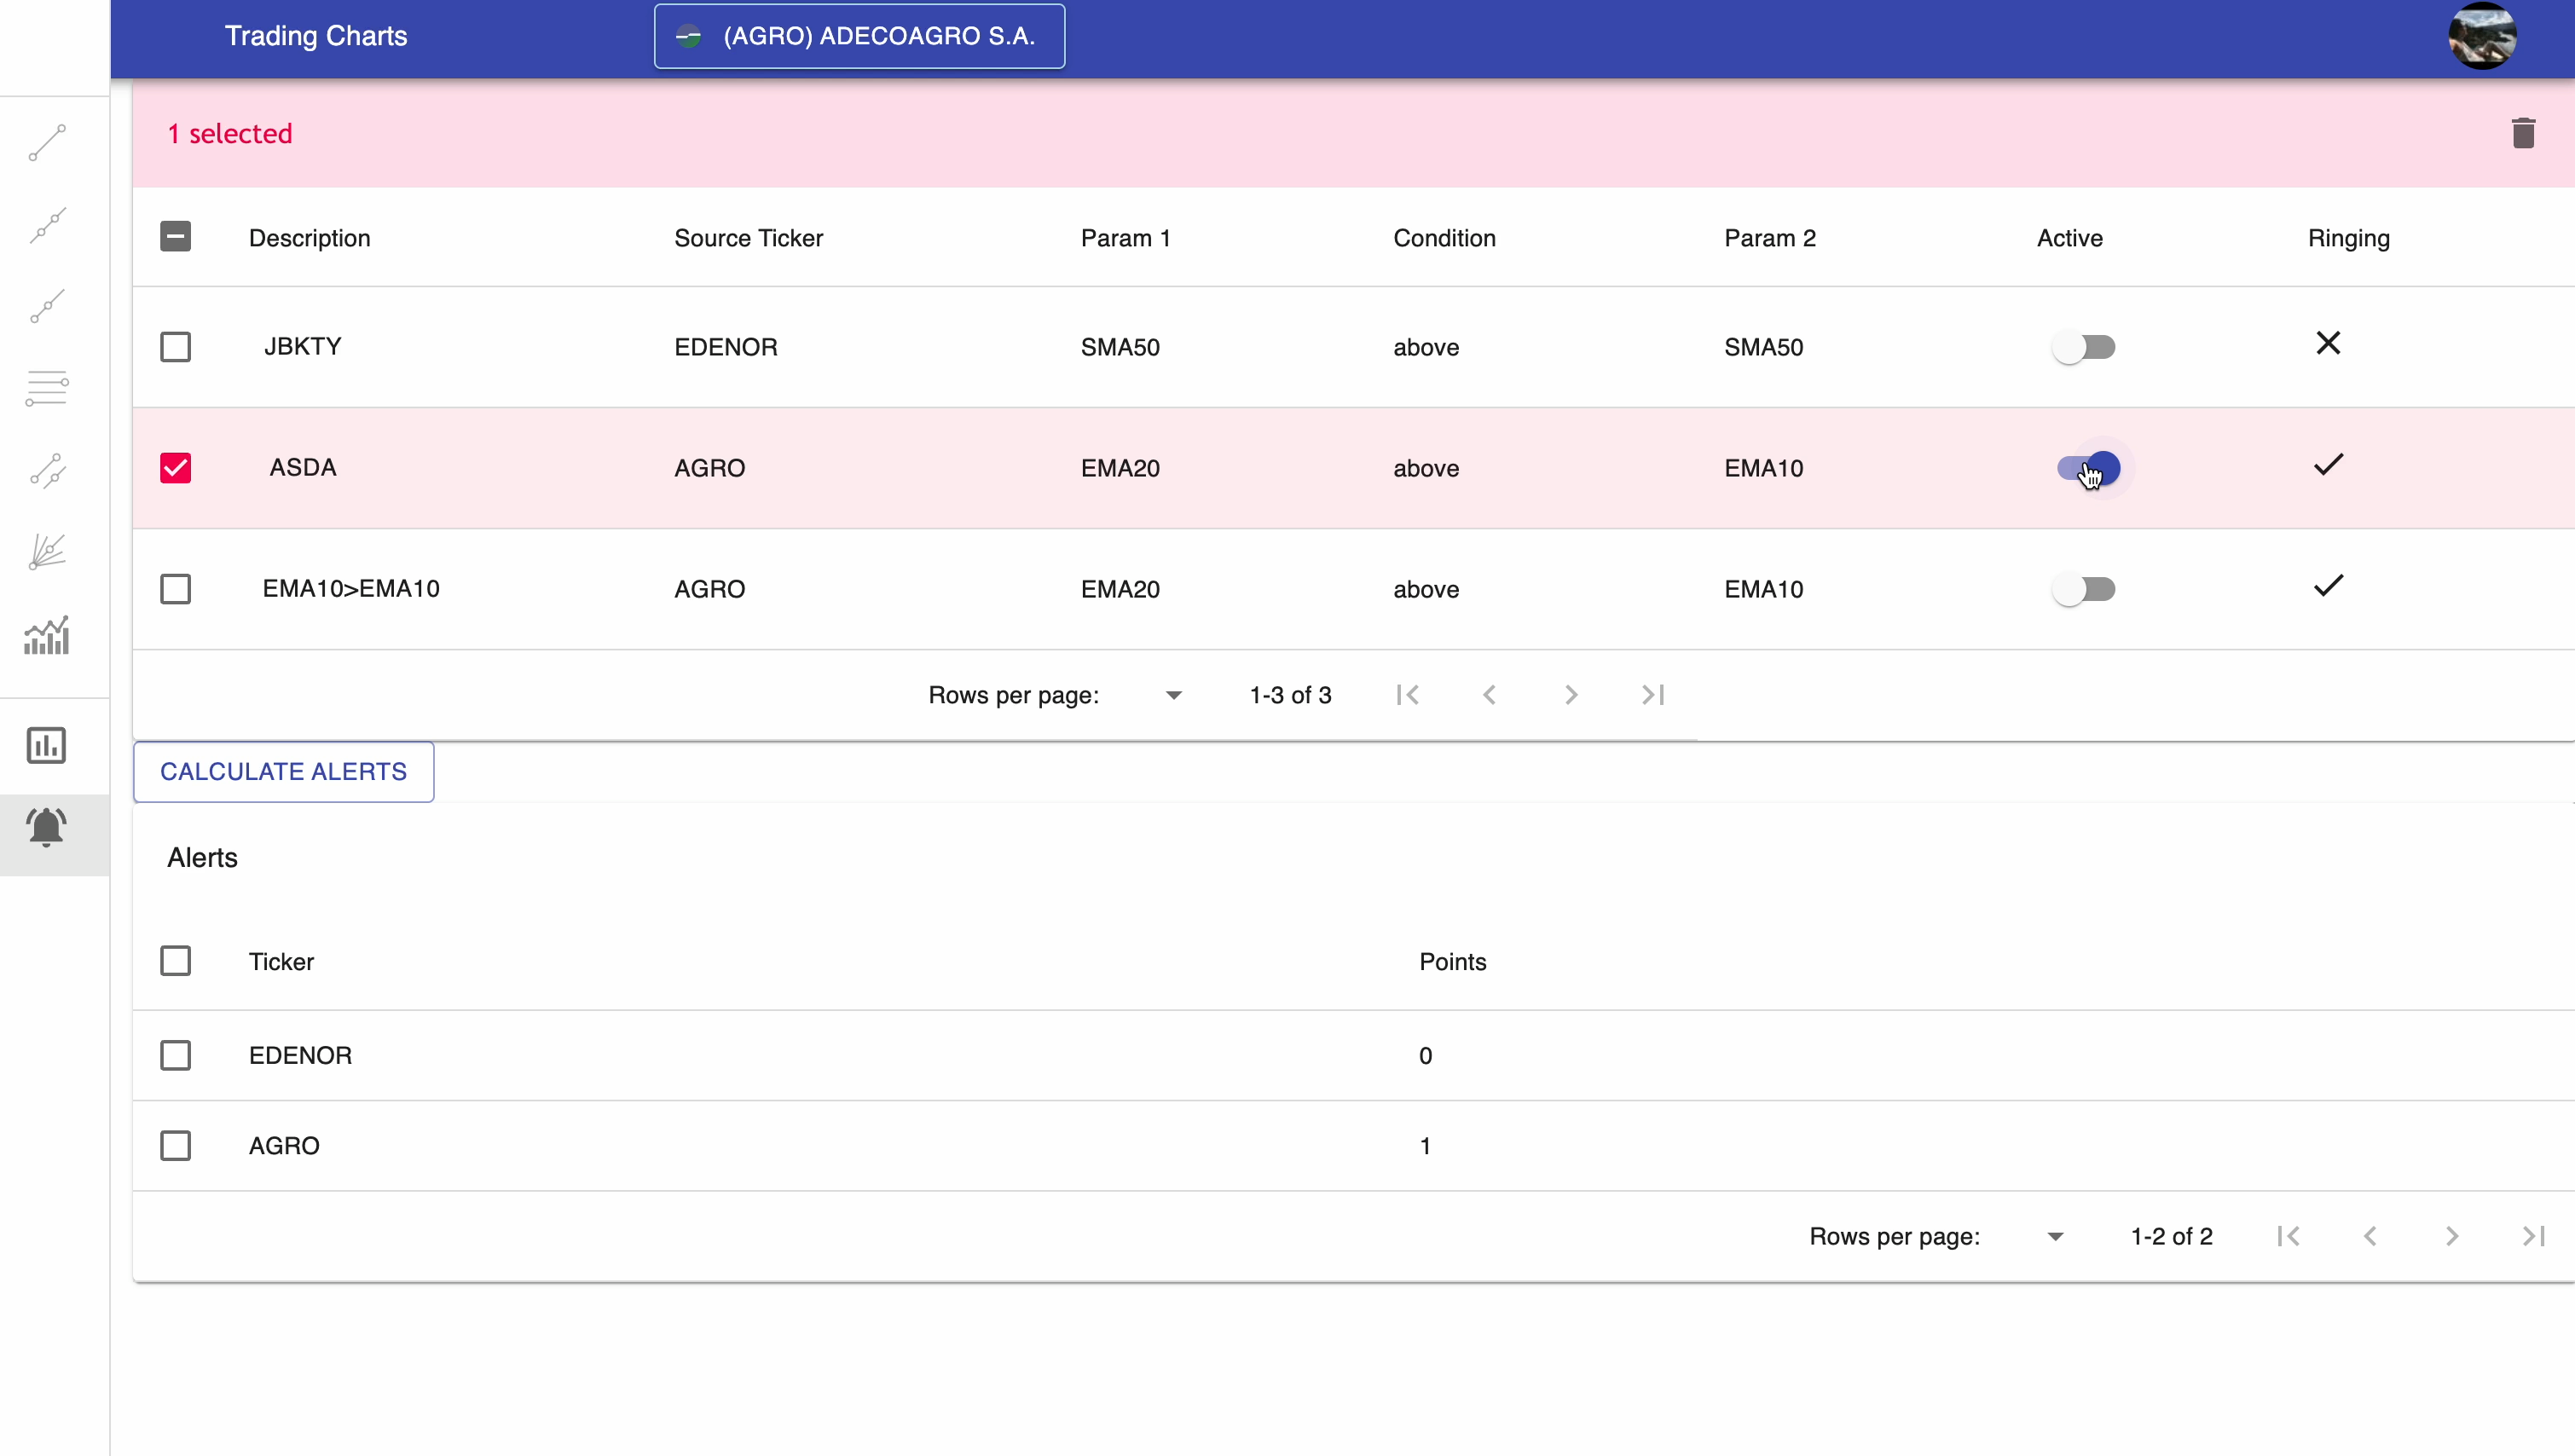 Trading Charts (AGRO) ADECOAGRO S.A.
1 selected
Description Source Ticker Param 1 Condition Param 2 Active Ringing
JBKTY EDENOR SMA50 above SMA50
ASDA AGRO EMA20 above EMA10
EMA10>EMA10 AGRO EMA20 above EMA10
Rows per page: 1-3 of 3
CALCULATE ALERTS
Alerts
Ticker Points
EDENOR 0
AGRO 1
Rows per page: 1-2 of 2